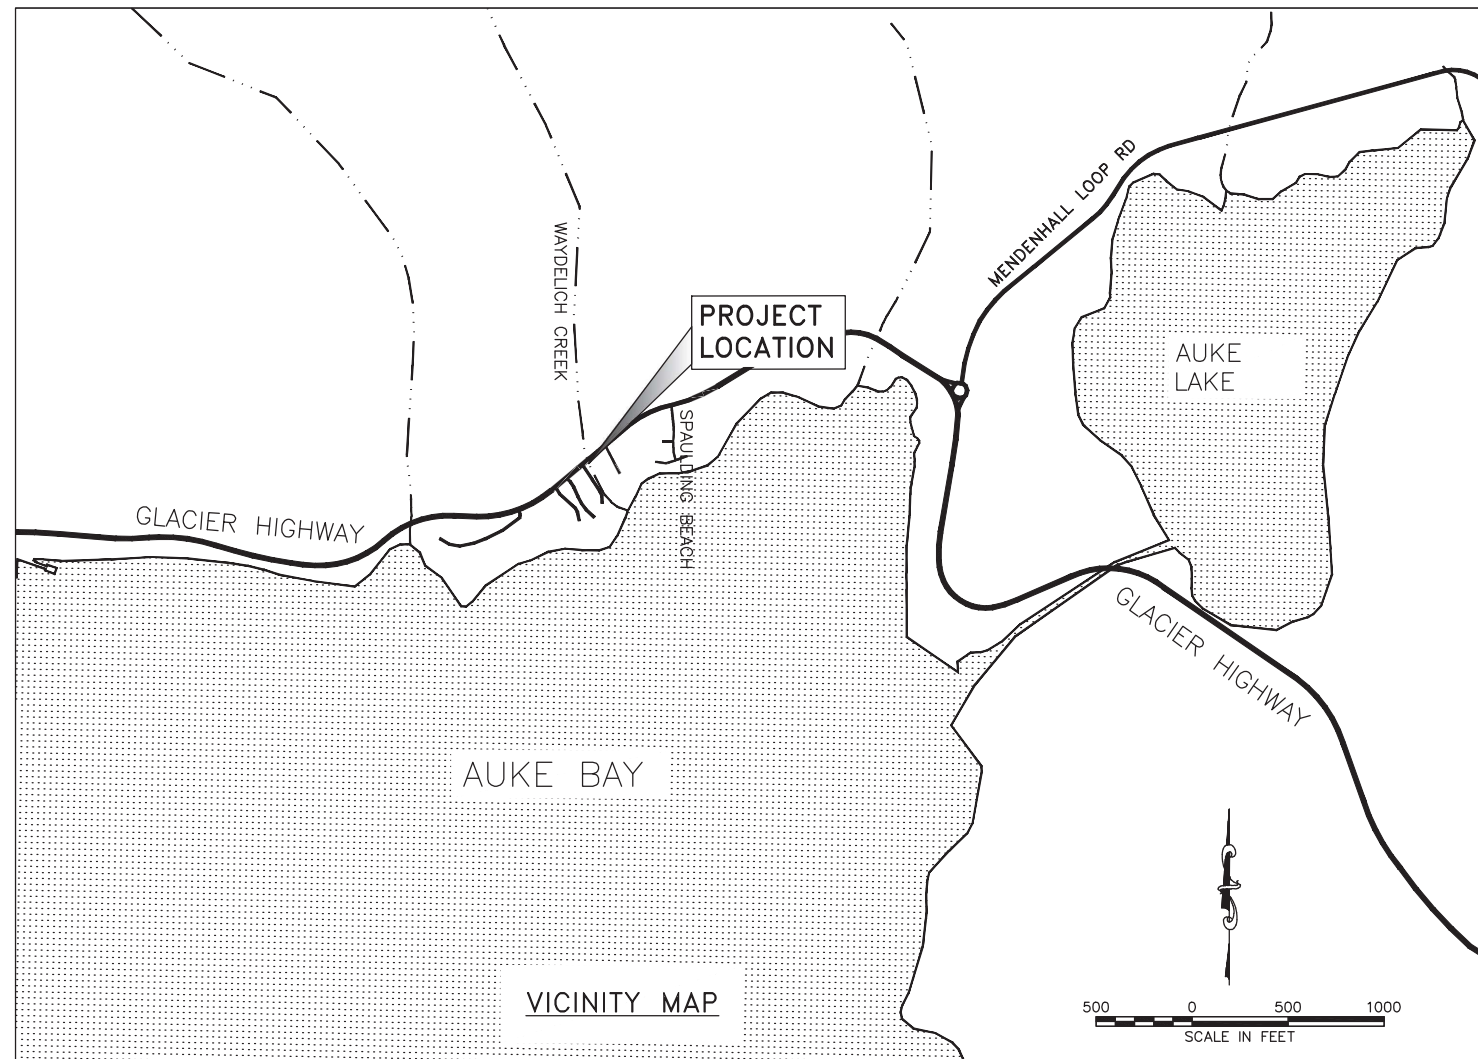 MENDENHALL LOOP RD
WAYDELICH CREEK
PROJECT
LOCATION
AUKE
LAKE
SPAULDING BEACH
GLACIER HIGHWAY
GLACIER HIGHWAY
AUKE BAY
VICINITY MAP
500 0 500 1000
SCALE IN FEET